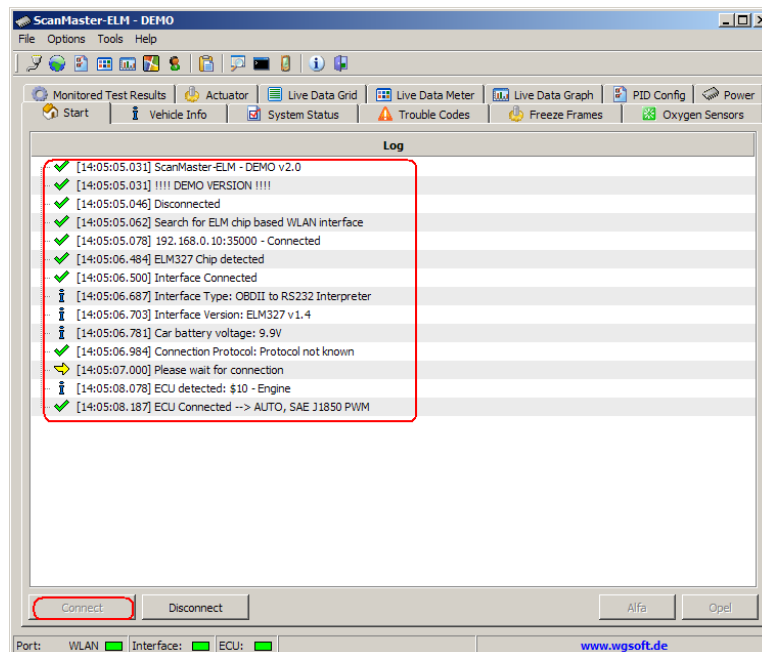 ScanMaster-ELM - DEMO
File Options Tools Help
Monitored Test Results Actuator Live Data Grid Live Data Meter Live Data Graph PID Config Power
Start Vehicle Info System Status Trouble Codes Freeze Frames Oxygen Sensors
Log
[14:05:05.031] ScanMaster-ELM - DEMO v2.0
[14:05:05.031] !!!! DEMO VERSION !!!!
[14:05:05.046] Disconnected
[14:05:05.062] Search for ELM chip based WLAN interface
[14:05:05.078] 192.168.0.10:35000 - Connected
[14:05:06.484] ELM327 Chip detected
[14:05:06.500] Interface Connected
[14:05:06.687] Interface Type: OBDII to RS232 Interpreter
[14:05:06.703] Interface Version: ELM327 v1.4
[14:05:06.781] Car battery voltage: 9.9V
[14:05:06.984] Connection Protocol: Protocol not known
[14:05:07.000] Please wait for connection
[14:05:08.078] ECU detected: $10 - Engine
[14:05:08.187] ECU Connected --> AUTO, SAE J1850 PWM
Connect Disconnect Alfa Opel
Port: WLAN Interface: ECU: www.wgsoft.de